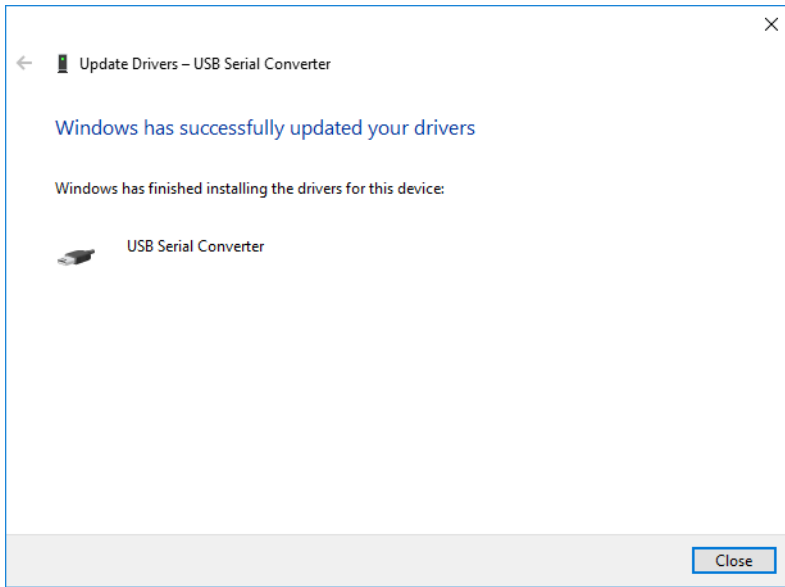 Update Drivers – USB Serial Converter
Windows has successfully updated your drivers
Windows has finished installing the drivers for this device:
USB Serial Converter
Close